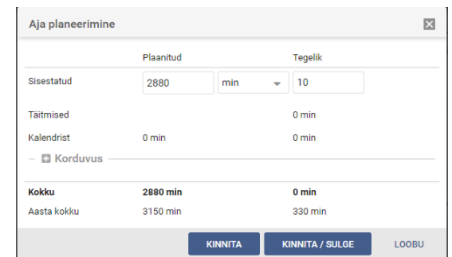 Aja planeerimine
Plaanitud Tegelik
Sisestatud 2880 min 10
Täitmised 0 min
Kalendrist 0 min 0 min
Korduvus
Kokku 2880 min 0 min
Aasta kokku 3150 min 330 min
KINNITA KINNITA / SULGE LOOBU